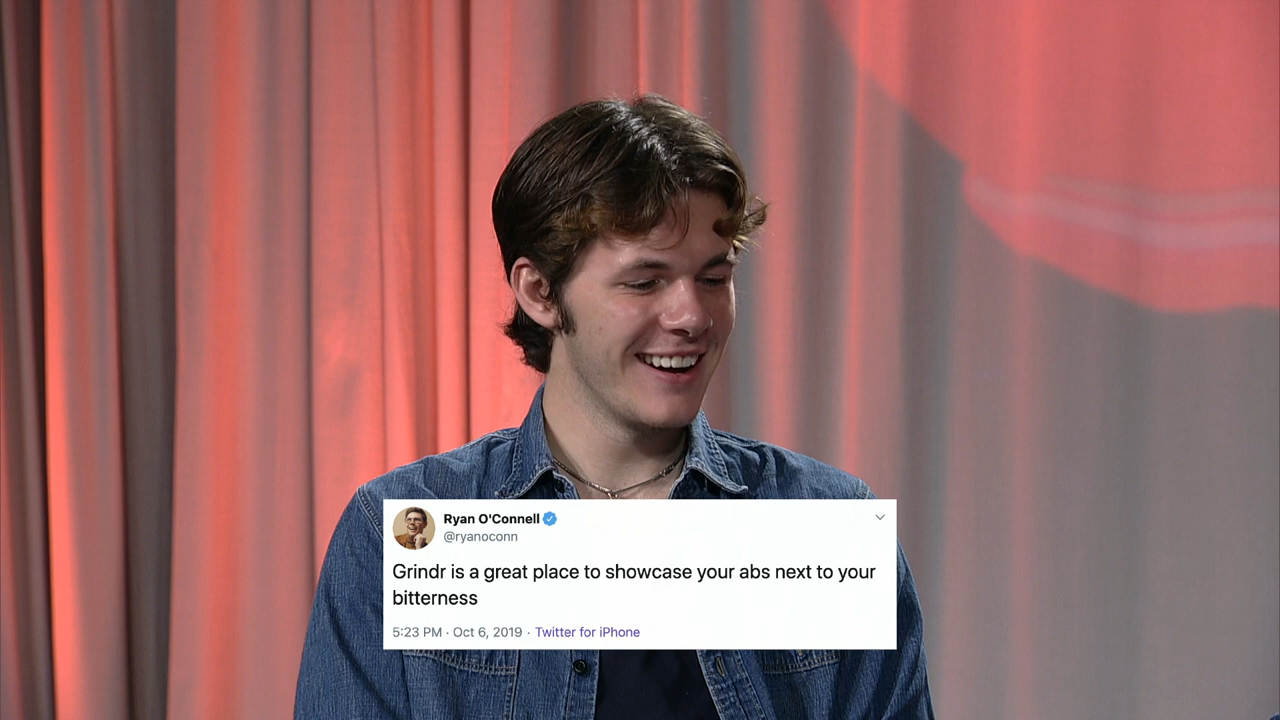 Ryan O'Connell
@ryanoconn
Grindr is a great place to showcase your abs next to your
bitterness
5:23 PM · Oct 6, 2019 · Twitter for iPhone